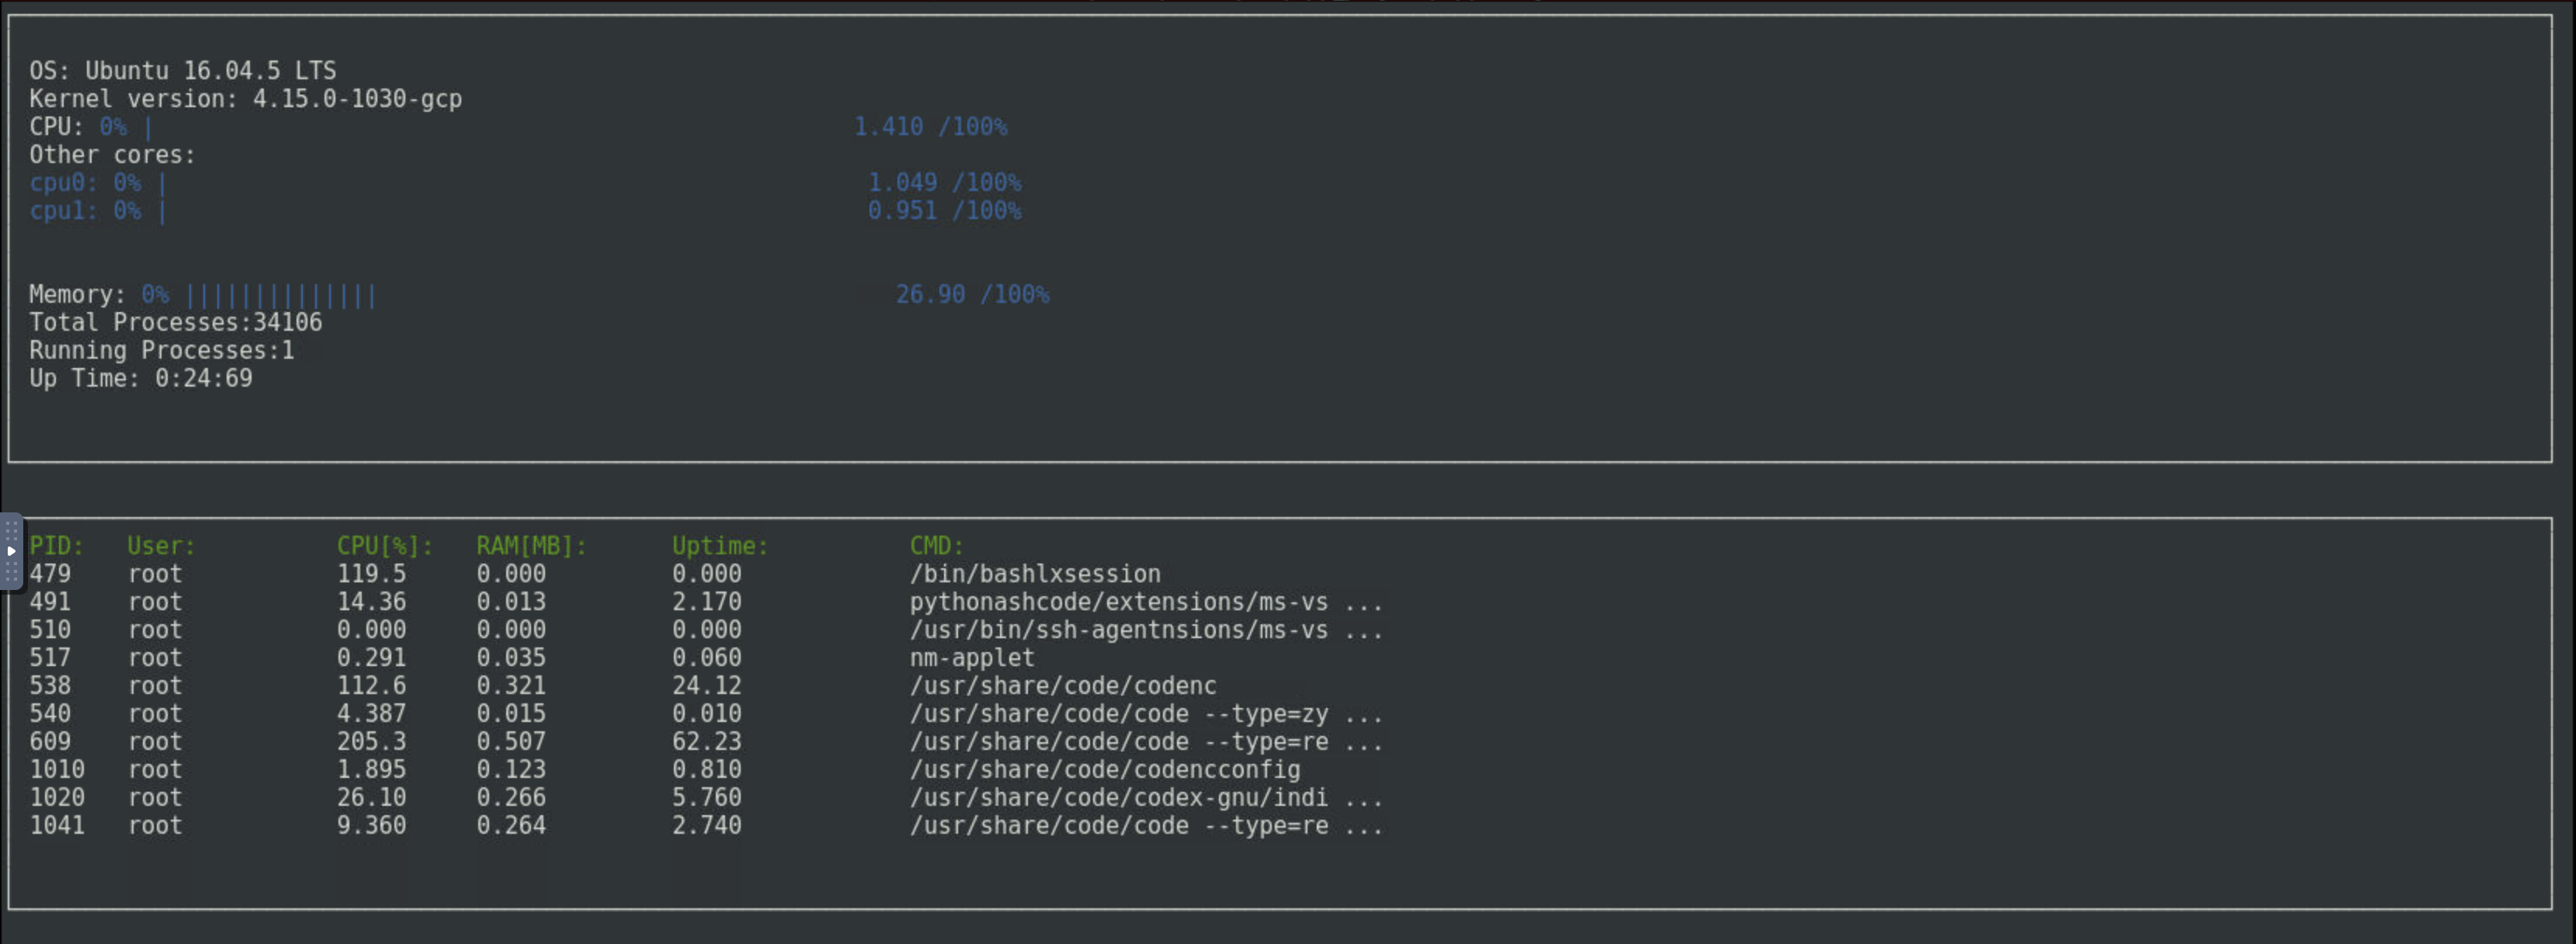 OS: Ubuntu 16.04.5 LTS
Kernel version: 4.15.0-1030-gcp
CPU: 0% | 1.410 /100%
Other cores:
cpu0: 0% | 1.049 /100%
cpu1: 0% | 0.951 /100%
Memory: 0% |||||||||||||| 26.90 /100%
Total Processes:34106
Running Processes:1
Up Time: 0:24:69
PID: User: CPU[%]: RAM[MB]: Uptime: CMD:
479 root 119.5 0.000 0.000 /bin/bashlxsession
491 root 14.36 0.013 2.170 pythonashcode/extensions/ms-vs ...
510 root 0.000 0.000 0.000 /usr/bin/ssh-agentnsions/ms-vs ...
517 root 0.291 0.035 0.060 nm-applet
538 root 112.6 0.321 24.12 /usr/share/code/codenc
540 root 4.387 0.015 0.010 /usr/share/code/code --type=zy ...
609 root 205.3 0.507 62.23 /usr/share/code/code --type=re ...
1010 root 1.895 0.123 0.810 /usr/share/code/codencconfig
1020 root 26.10 0.266 5.760 /usr/share/code/codex-gnu/indi ...
1041 root 9.360 0.264 2.740 /usr/share/code/code --type=re ...